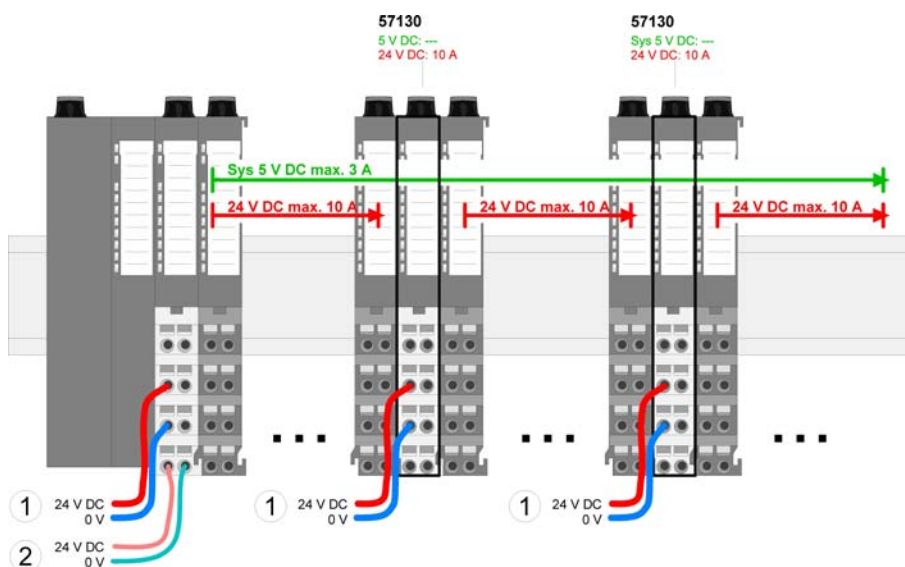 57130
5 V DC: ---
24 V DC: 10 A
57130
Sys 5 V DC: ---
24 V DC: 10 A
Sys 5 V DC max. 3 A
24 V DC max. 10 A
24 V DC max. 10 A
24 V DC max. 10 A
1 24 V DC
0 V
1 24 V DC
0 V
1 24 V DC
0 V
2 24 V DC
0 V